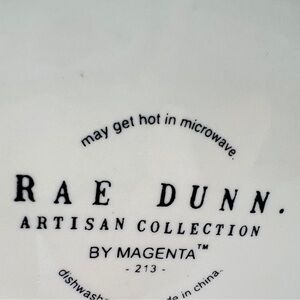 may get hot in microwave.
RAE DUNN.
ARTISAN COLLECTION
BY MAGENTA™
- 213 -
in china.